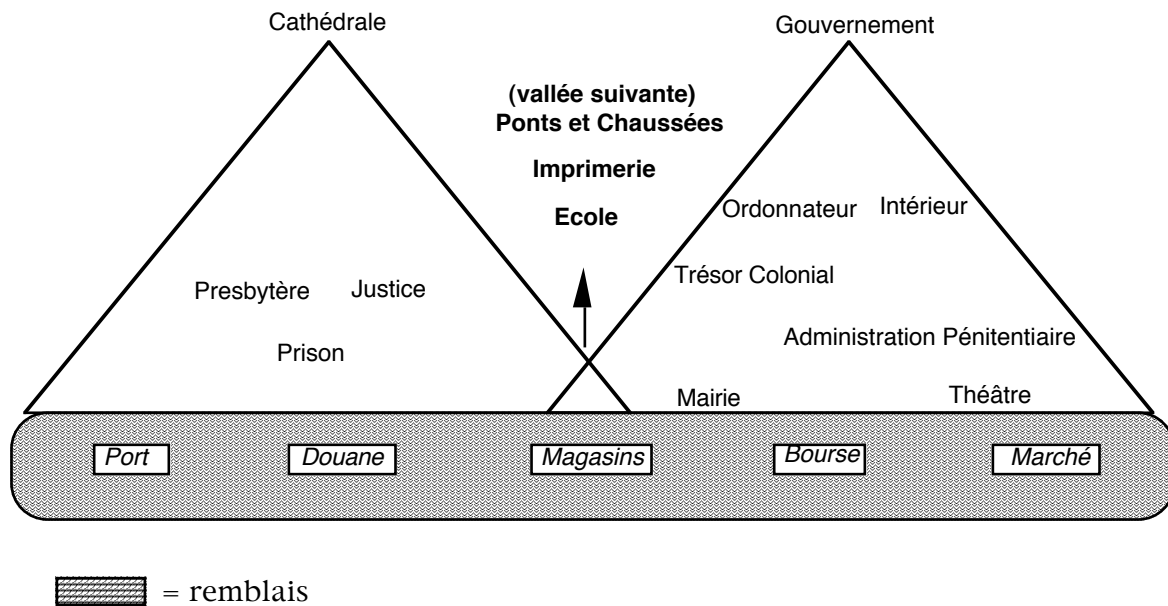 Cathédrale
Gouvernement
(vallée suivante)
Ponts et Chaussées
Imprimerie
Ecole
Ordonnateur
Intérieur
Trésor Colonial
Presbytère
Justice
Prison
Administration Pénitentiaire
Mairie
Théâtre
Port
Douane
Magasins
Bourse
Marché
= remblais